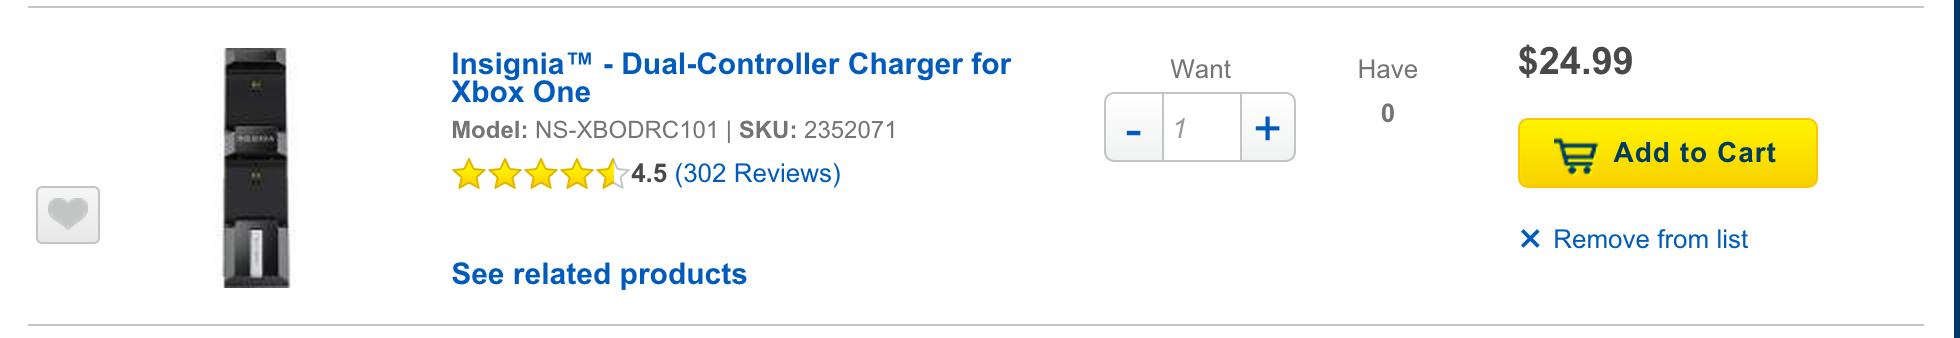 Insignia™ - Dual-Controller Charger for
Xbox One
Model: NS-XBODRC101 | SKU: 2352071
4.5 (302 Reviews)
See related products
Want
- 1 +
Have
0
$24.99
Add to Cart
✕ Remove from list